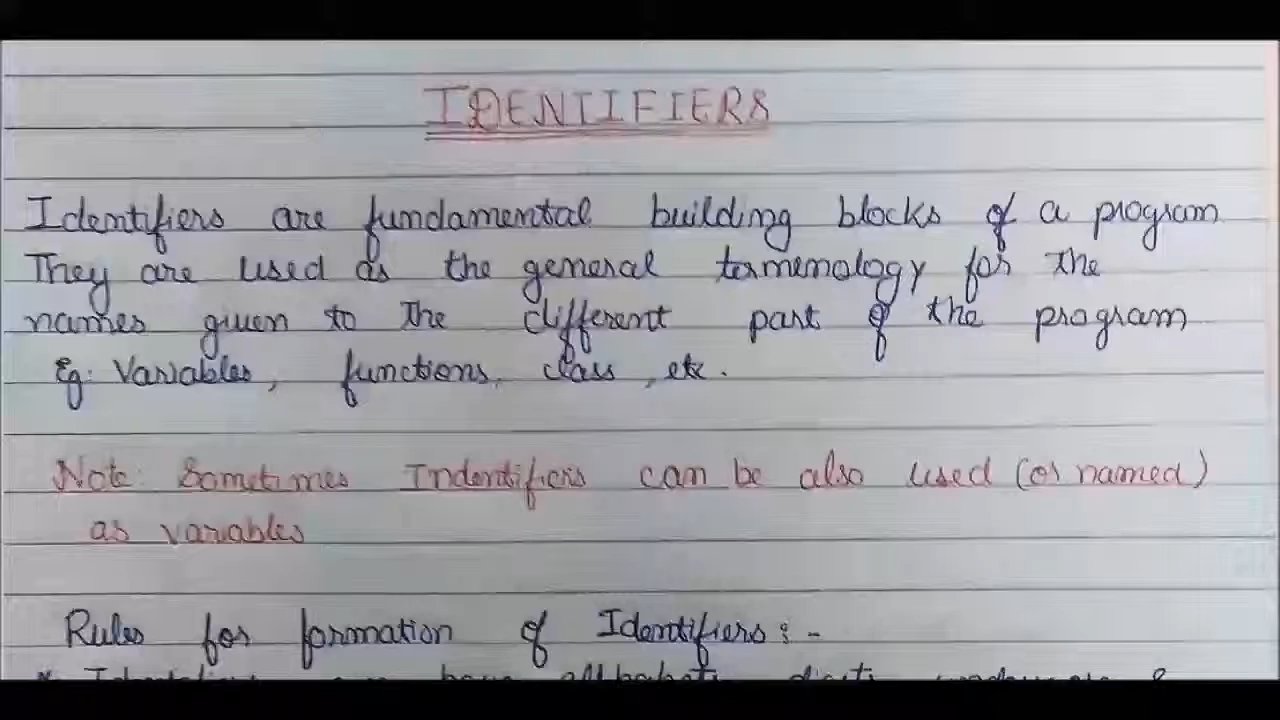 IDENTIFIERS
Identifiers are fundamental building blocks of a program
They are used as the general termenology for the
names given to the different part of the program
Eg: Variables, functions, class, etc.
Note: Sometimes Indentifiers can be also used (or named)
as variables
Rules for formation of Identifiers :-